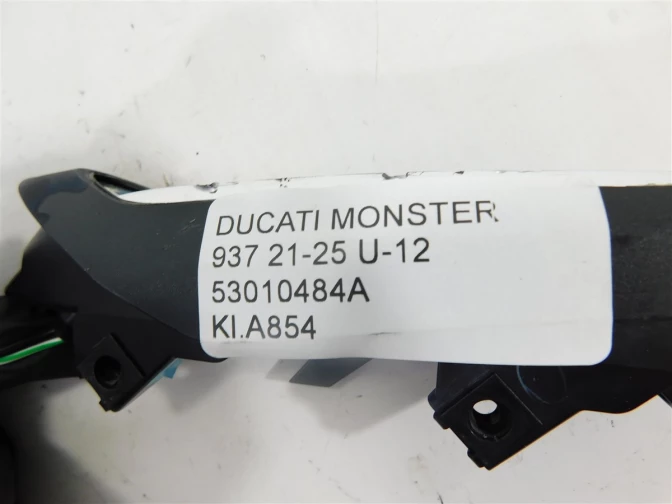 DUCATI MONSTER
937 21-25 U-12
53010484A
KI.A854